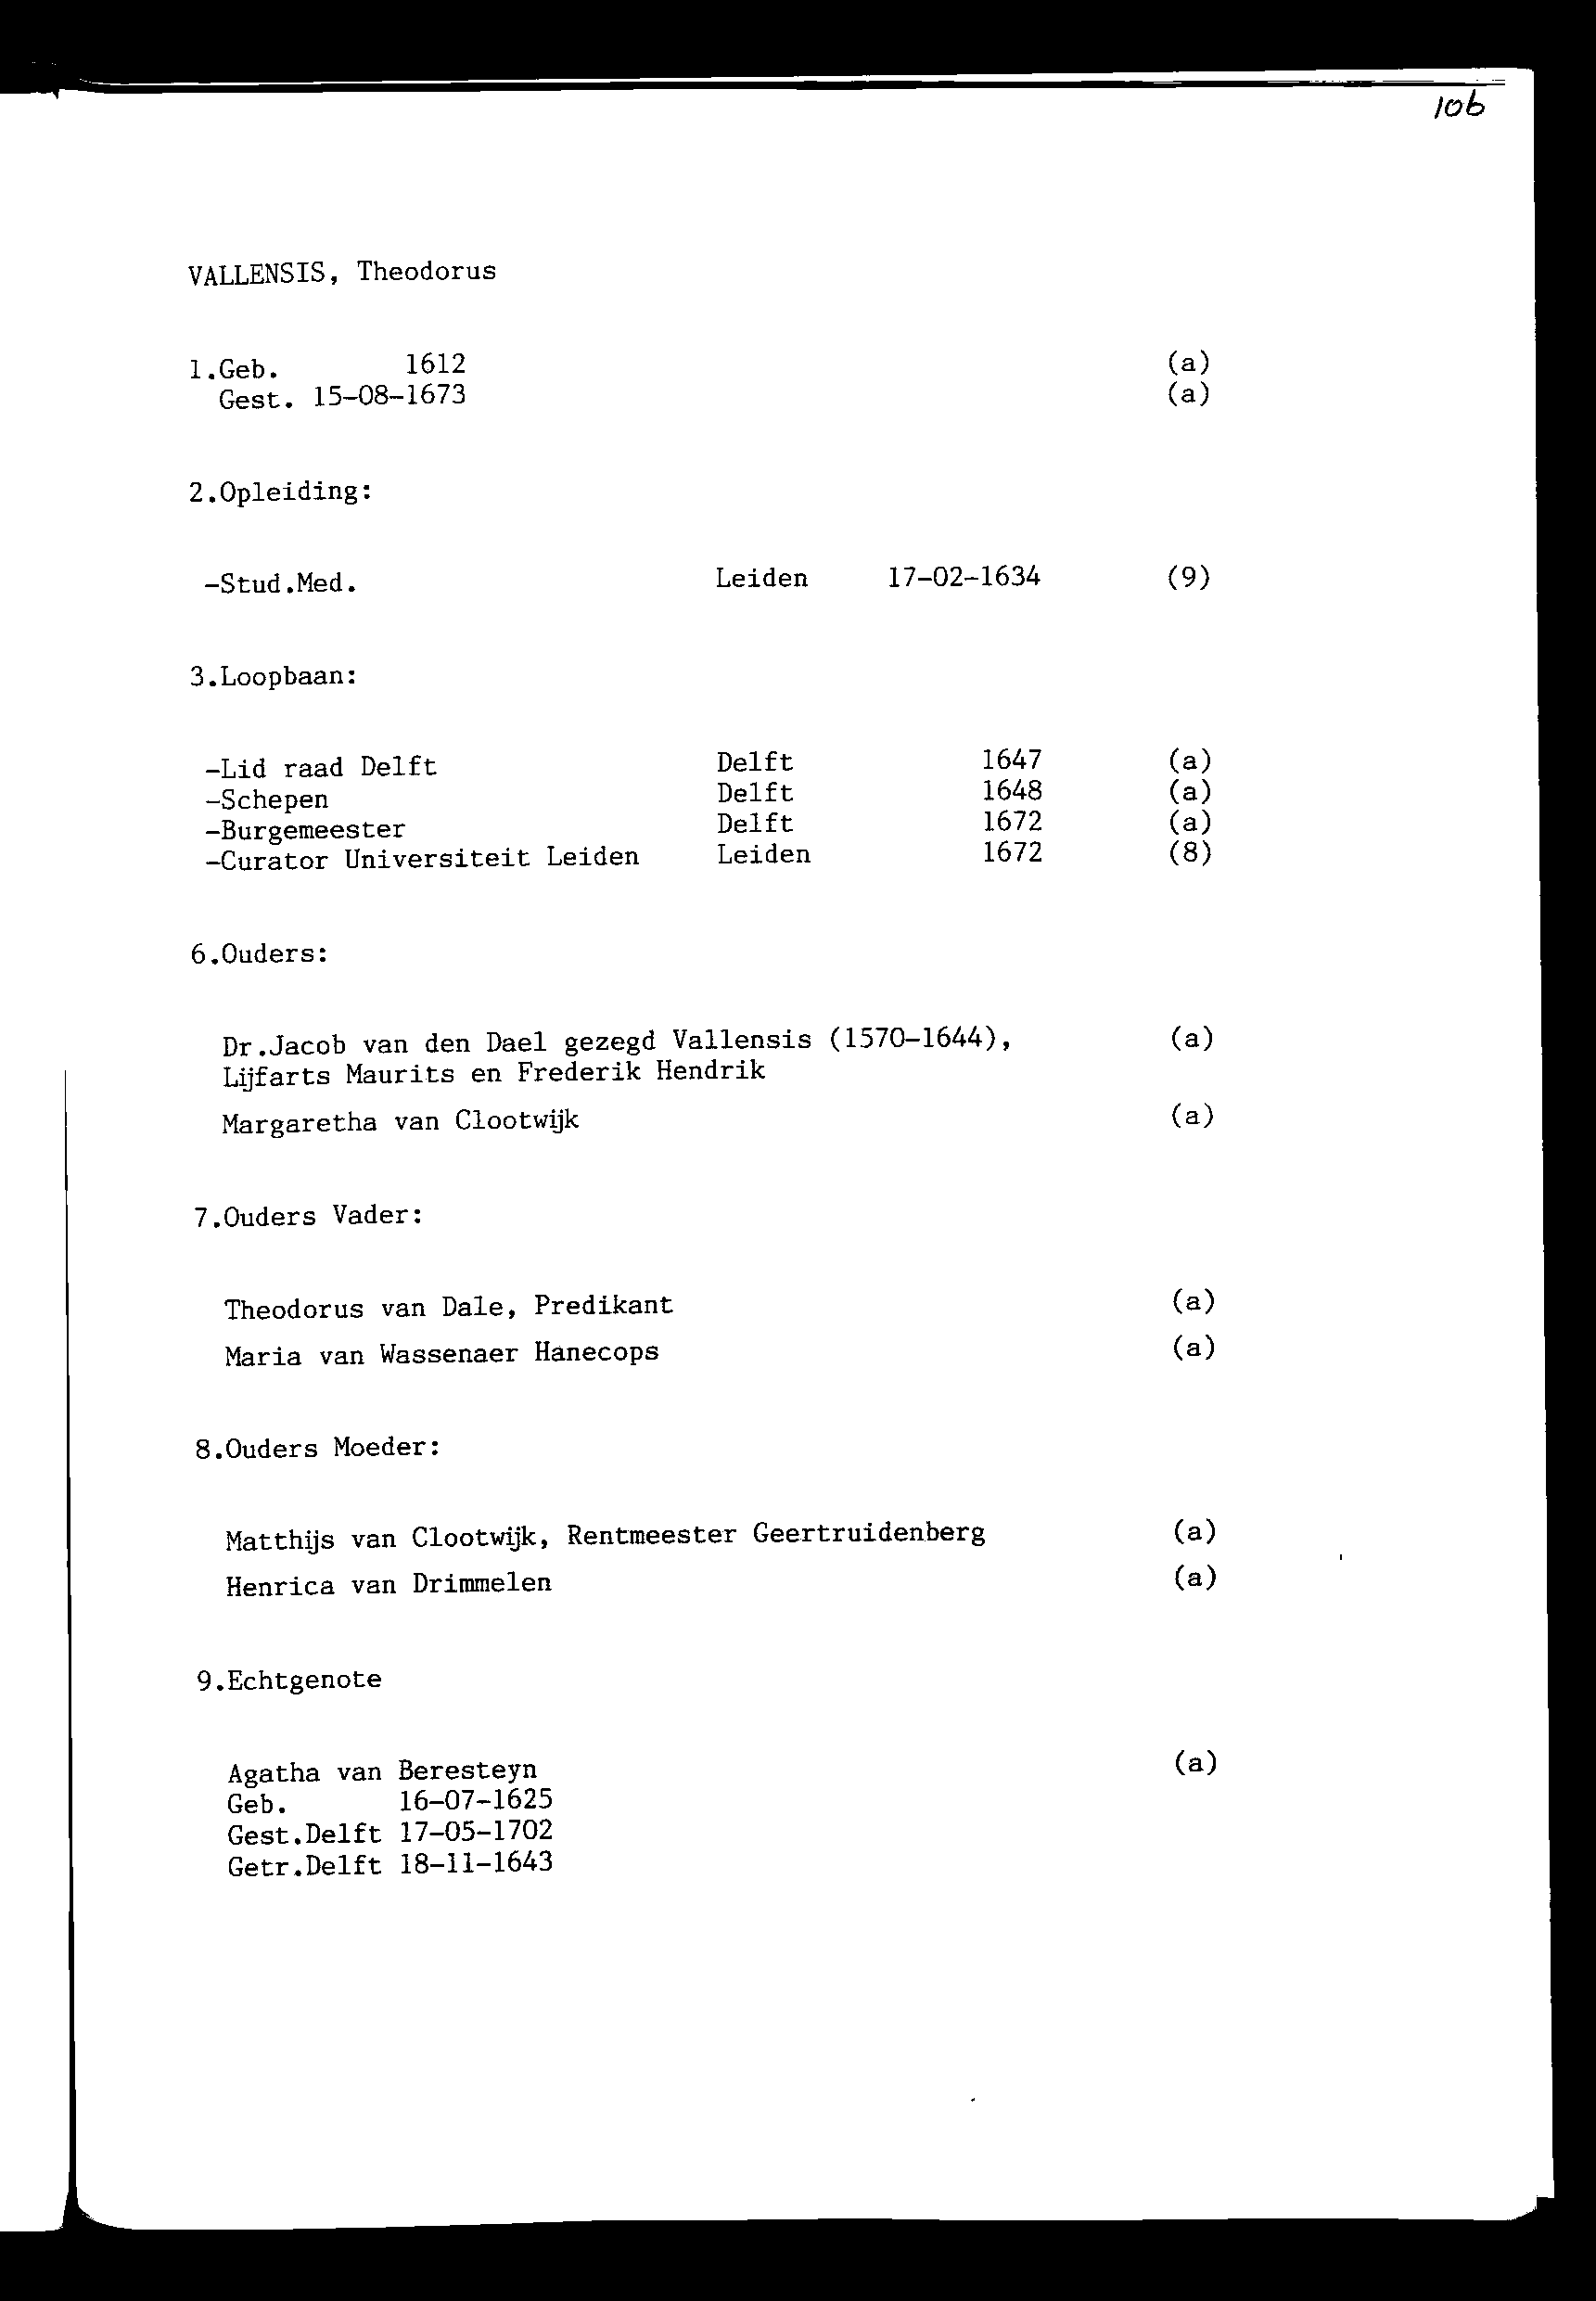 106
VALLENSIS, Theodorus
1.Geb. 1612 (a)
Gest. 15-08-1673 (a)
2.Opleiding:
-Stud.Med. Leiden 17-02-1634 (9)
3.Loopbaan:
-Lid raad Delft Delft 1647 (a)
-Schepen Delft 1648 (a)
-Burgemeester Delft 1672 (a)
-Curator Universiteit Leiden Leiden 1672 (8)
6.Ouders:
Dr.Jacob van den Dael gezegd Vallensis (1570-1644), (a)
Lijfarts Maurits en Frederik Hendrik
Margaretha van Clootwijk (a)
7.Ouders Vader:
Theodorus van Dale, Predikant (a)
Maria van Wassenaer Hanecops (a)
8.Ouders Moeder:
Matthijs van Clootwijk, Rentmeester Geertruidenberg (a)
Henrica van Drimmelen (a)
9.Echtgenote
Agatha van Beresteyn (a)
Geb. 16-07-1625
Gest.Delft 17-05-1702
Getr.Delft 18-11-1643